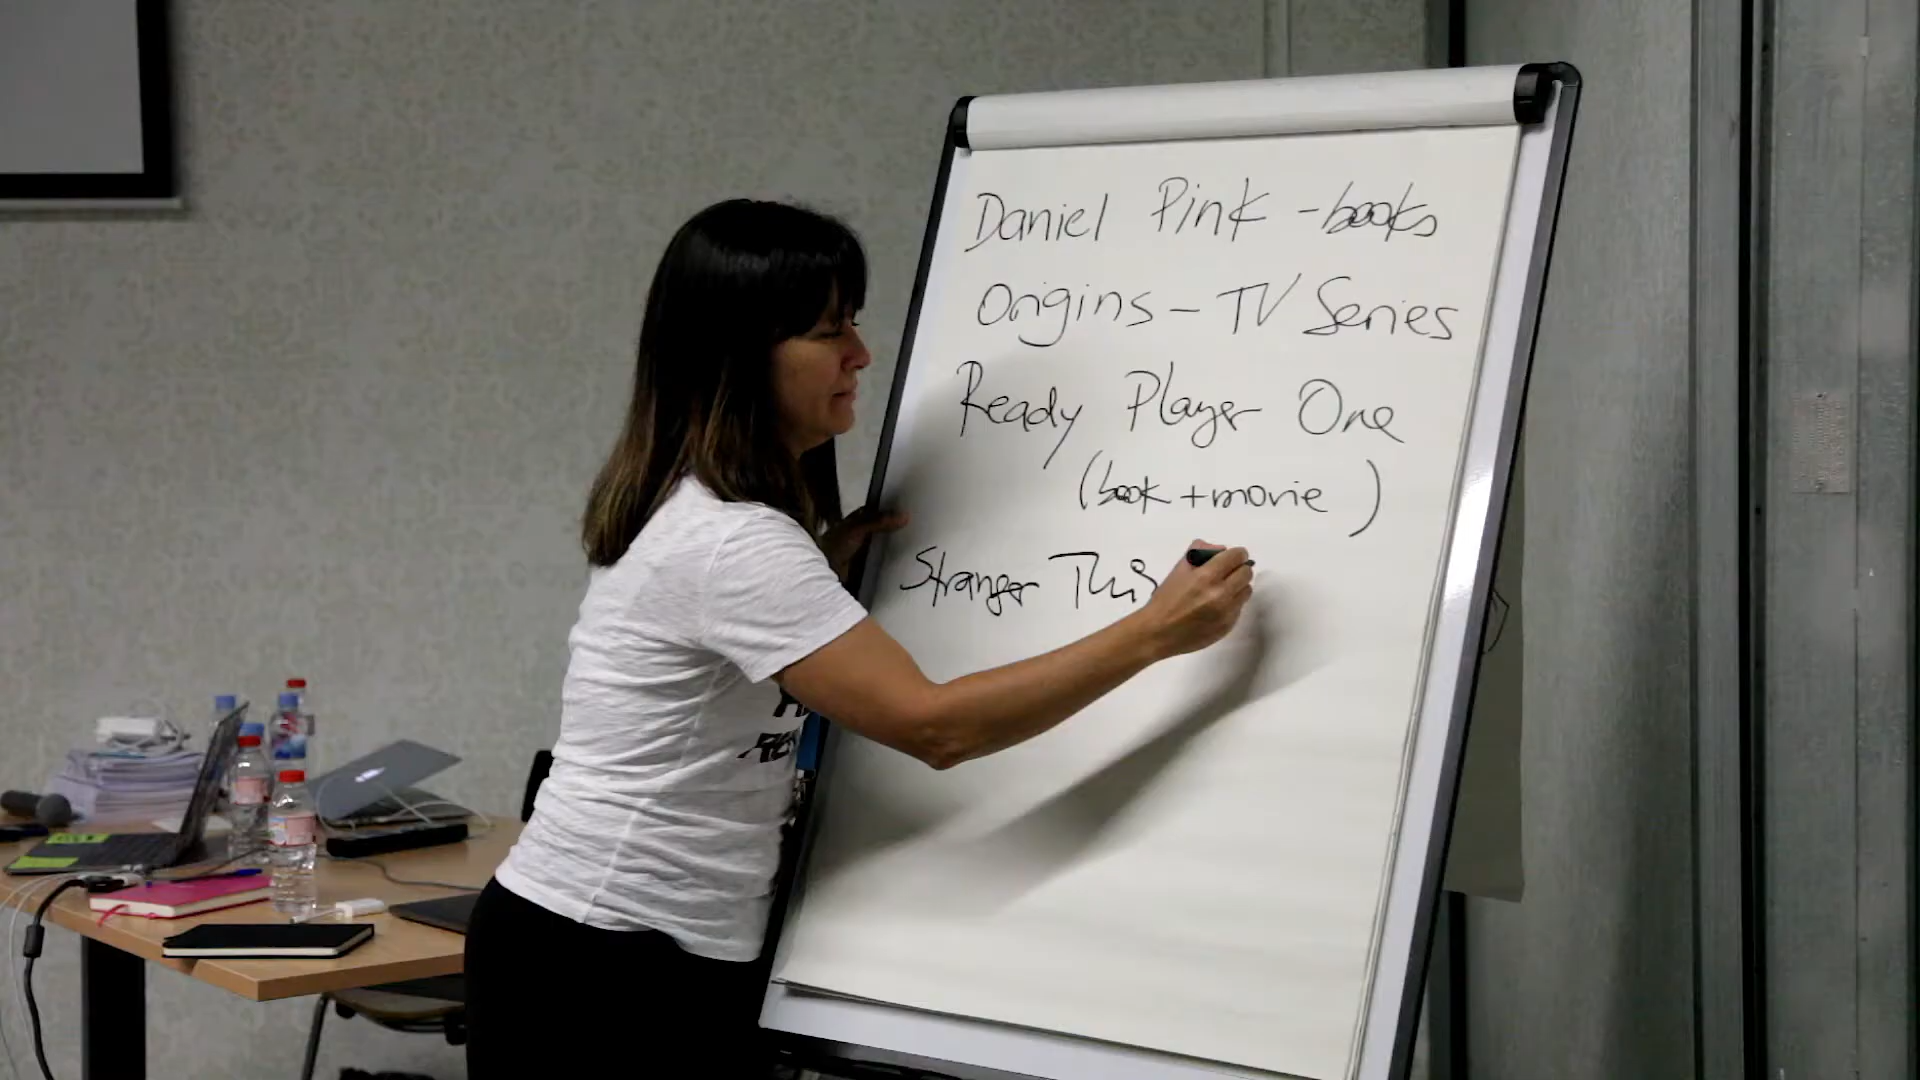 Daniel Pink - books
Origins - TV Series
Ready Player One
(book + movie)
Stranger Thi